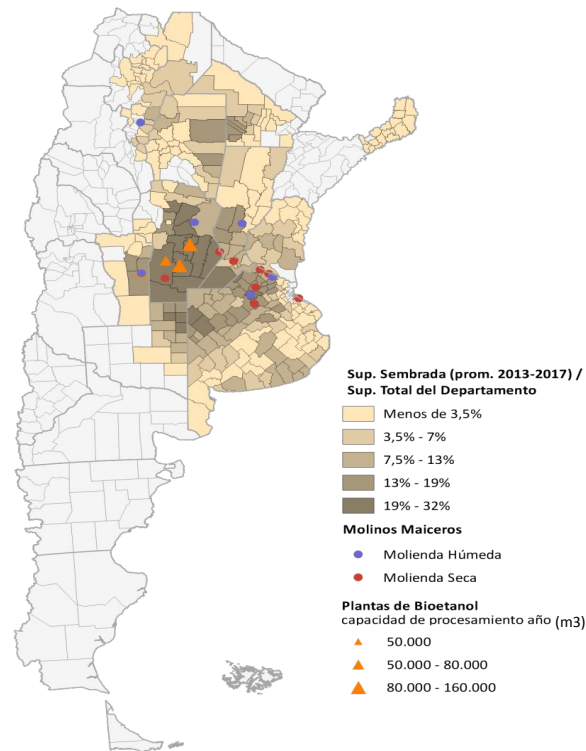 Sup. Sembrada (prom. 2013-2017) /
Sup. Total del Departamento
Menos de 3,5%
3,5% - 7%
7,5% - 13%
13% - 19%
19% - 32%
Molinos Maiceros
Molienda Húmeda
Molienda Seca
Plantas de Bioetanol
capacidad de procesamiento año (m3)
50.000
50.000 - 80.000
80.000 - 160.000